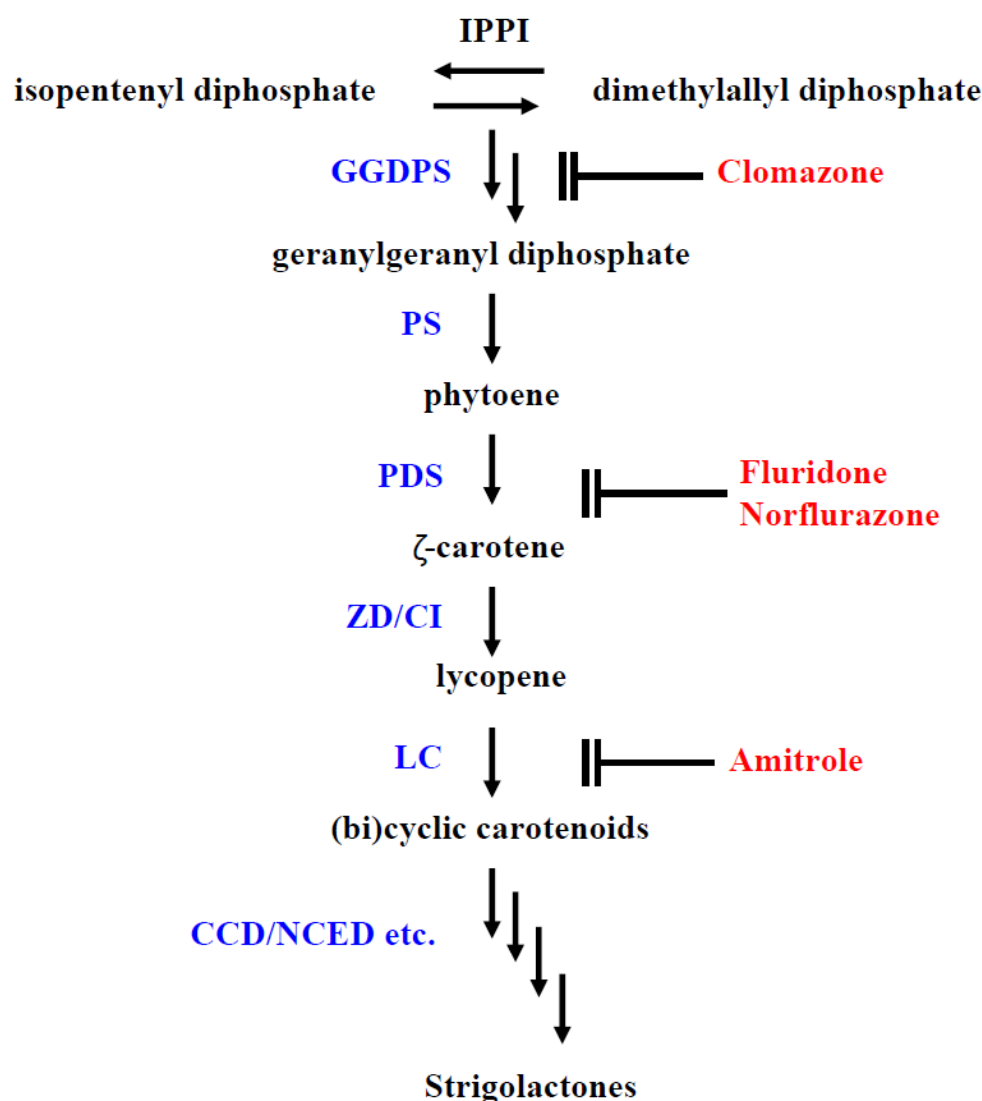 IPPI
isopentenyl diphosphate
dimethylallyl diphosphate
GGDPS
Clomazone
geranylgeranyl diphosphate
PS
phytoene
PDS
Fluridone
Norflurazone
ζ-carotene
ZD/CI
lycopene
LC
Amitrole
(bi)cyclic carotenoids
CCD/NCED etc.
Strigolactones